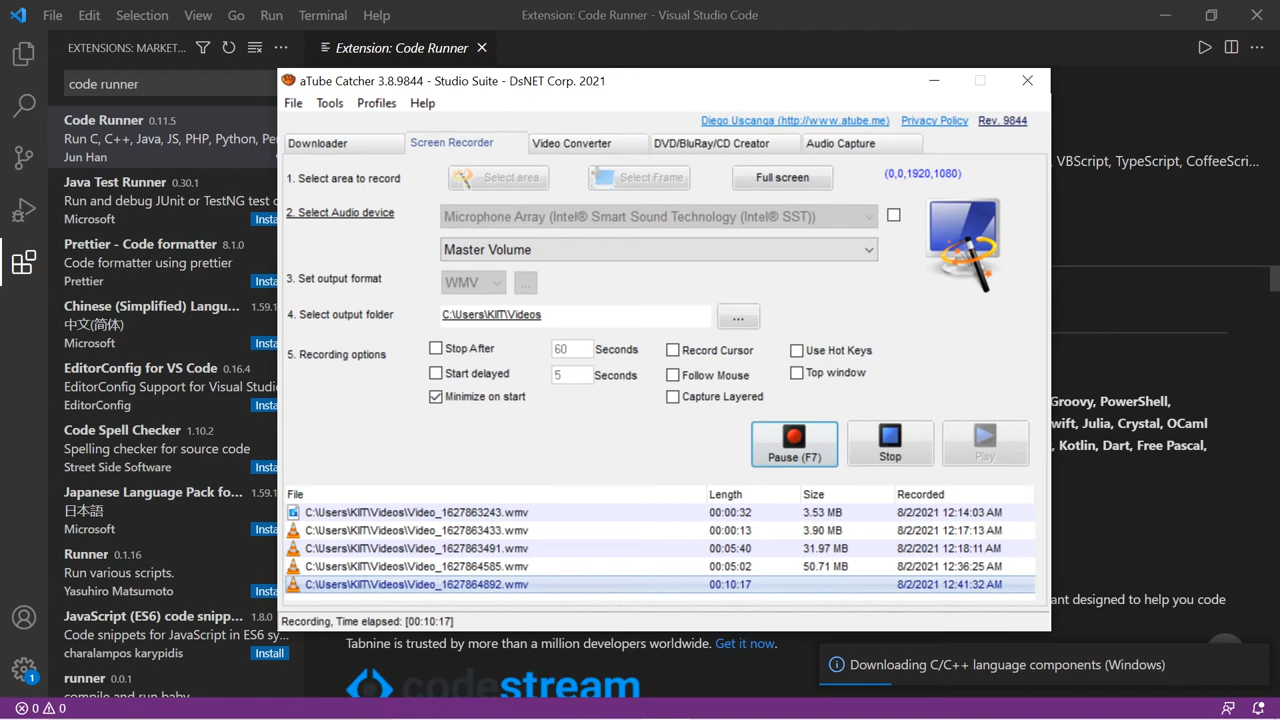 File Edit Selection View Go Run Terminal Help Extension: Code Runner - Visual Studio Code
EXTENSIONS: MARKET...
Extension: Code Runner
code runner
Code Runner 0.11.5
Run C, C++, Java, JS, PHP, Python, Per
Jun Han
Java Test Runner 0.30.1
Run and debug JUnit or TestNG test c
Microsoft Insta
Prettier - Code formatter 8.1.0
Code formatter using prettier
Prettier Insta
Chinese (Simplified) Langu... 1.59.1
中文(简体)
Microsoft Insta
EditorConfig for VS Code 0.16.4
EditorConfig Support for Visual Studi
EditorConfig Insta
Code Spell Checker 1.10.2
Spelling checker for source code
Street Side Software Insta
Japanese Language Pack fo... 1.59.1
日本語
Microsoft Insta
Runner 0.1.16
Run various scripts.
Yasuhiro Matsumoto Insta
JavaScript (ES6) code snipp... 1.8.0
Code snippets for JavaScript in ES6 sy...
charalampos karypidis Install
runner 0.0.1
compile and run baby
aTube Catcher 3.8.9844 - Studio Suite - DsNET Corp. 2021
File Tools Profiles Help
Diego Uscanga (http://www.atube.me) Privacy Policy Rev. 9844
Downloader Screen Recorder Video Converter DVD/BluRay/CD Creator Audio Capture
1. Select area to record Select area Select Frame Full screen (0,0,1920,1080)
2. Select Audio device Microphone Array (Intel® Smart Sound Technology (Intel® SST))
Master Volume
3. Set output format WMV ...
4. Select output folder C:\Users\KIIT\Videos ...
5. Recording options
Stop After 60 Seconds Record Cursor Use Hot Keys
Start delayed 5 Seconds Follow Mouse Top window
Minimize on start Capture Layered
Pause (F7) Stop Play
File Length Size Recorded
C:\Users\KIIT\Videos\Video_1627863243.wmv 00:00:32 3.53 MB 8/2/2021 12:14:03 AM
C:\Users\KIIT\Videos\Video_1627863433.wmv 00:00:13 3.90 MB 8/2/2021 12:17:13 AM
C:\Users\KIIT\Videos\Video_1627863491.wmv 00:05:40 31.97 MB 8/2/2021 12:18:11 AM
C:\Users\KIIT\Videos\Video_1627864585.wmv 00:05:02 50.71 MB 8/2/2021 12:36:25 AM
C:\Users\KIIT\Videos\Video_1627864892.wmv 00:10:17 8/2/2021 12:41:32 AM
Recording, Time elapsed: [00:10:17]
VBScript, TypeScript, CoffeeScri...
Groovy, PowerShell,
wift, Julia, Crystal, OCaml
, Kotlin, Dart, Free Pascal,
ant designed to help you code
Tabnine is trusted by more than a million developers worldwide. Get it now.
codestream
Downloading C/C++ language components (Windows)
1
0 0